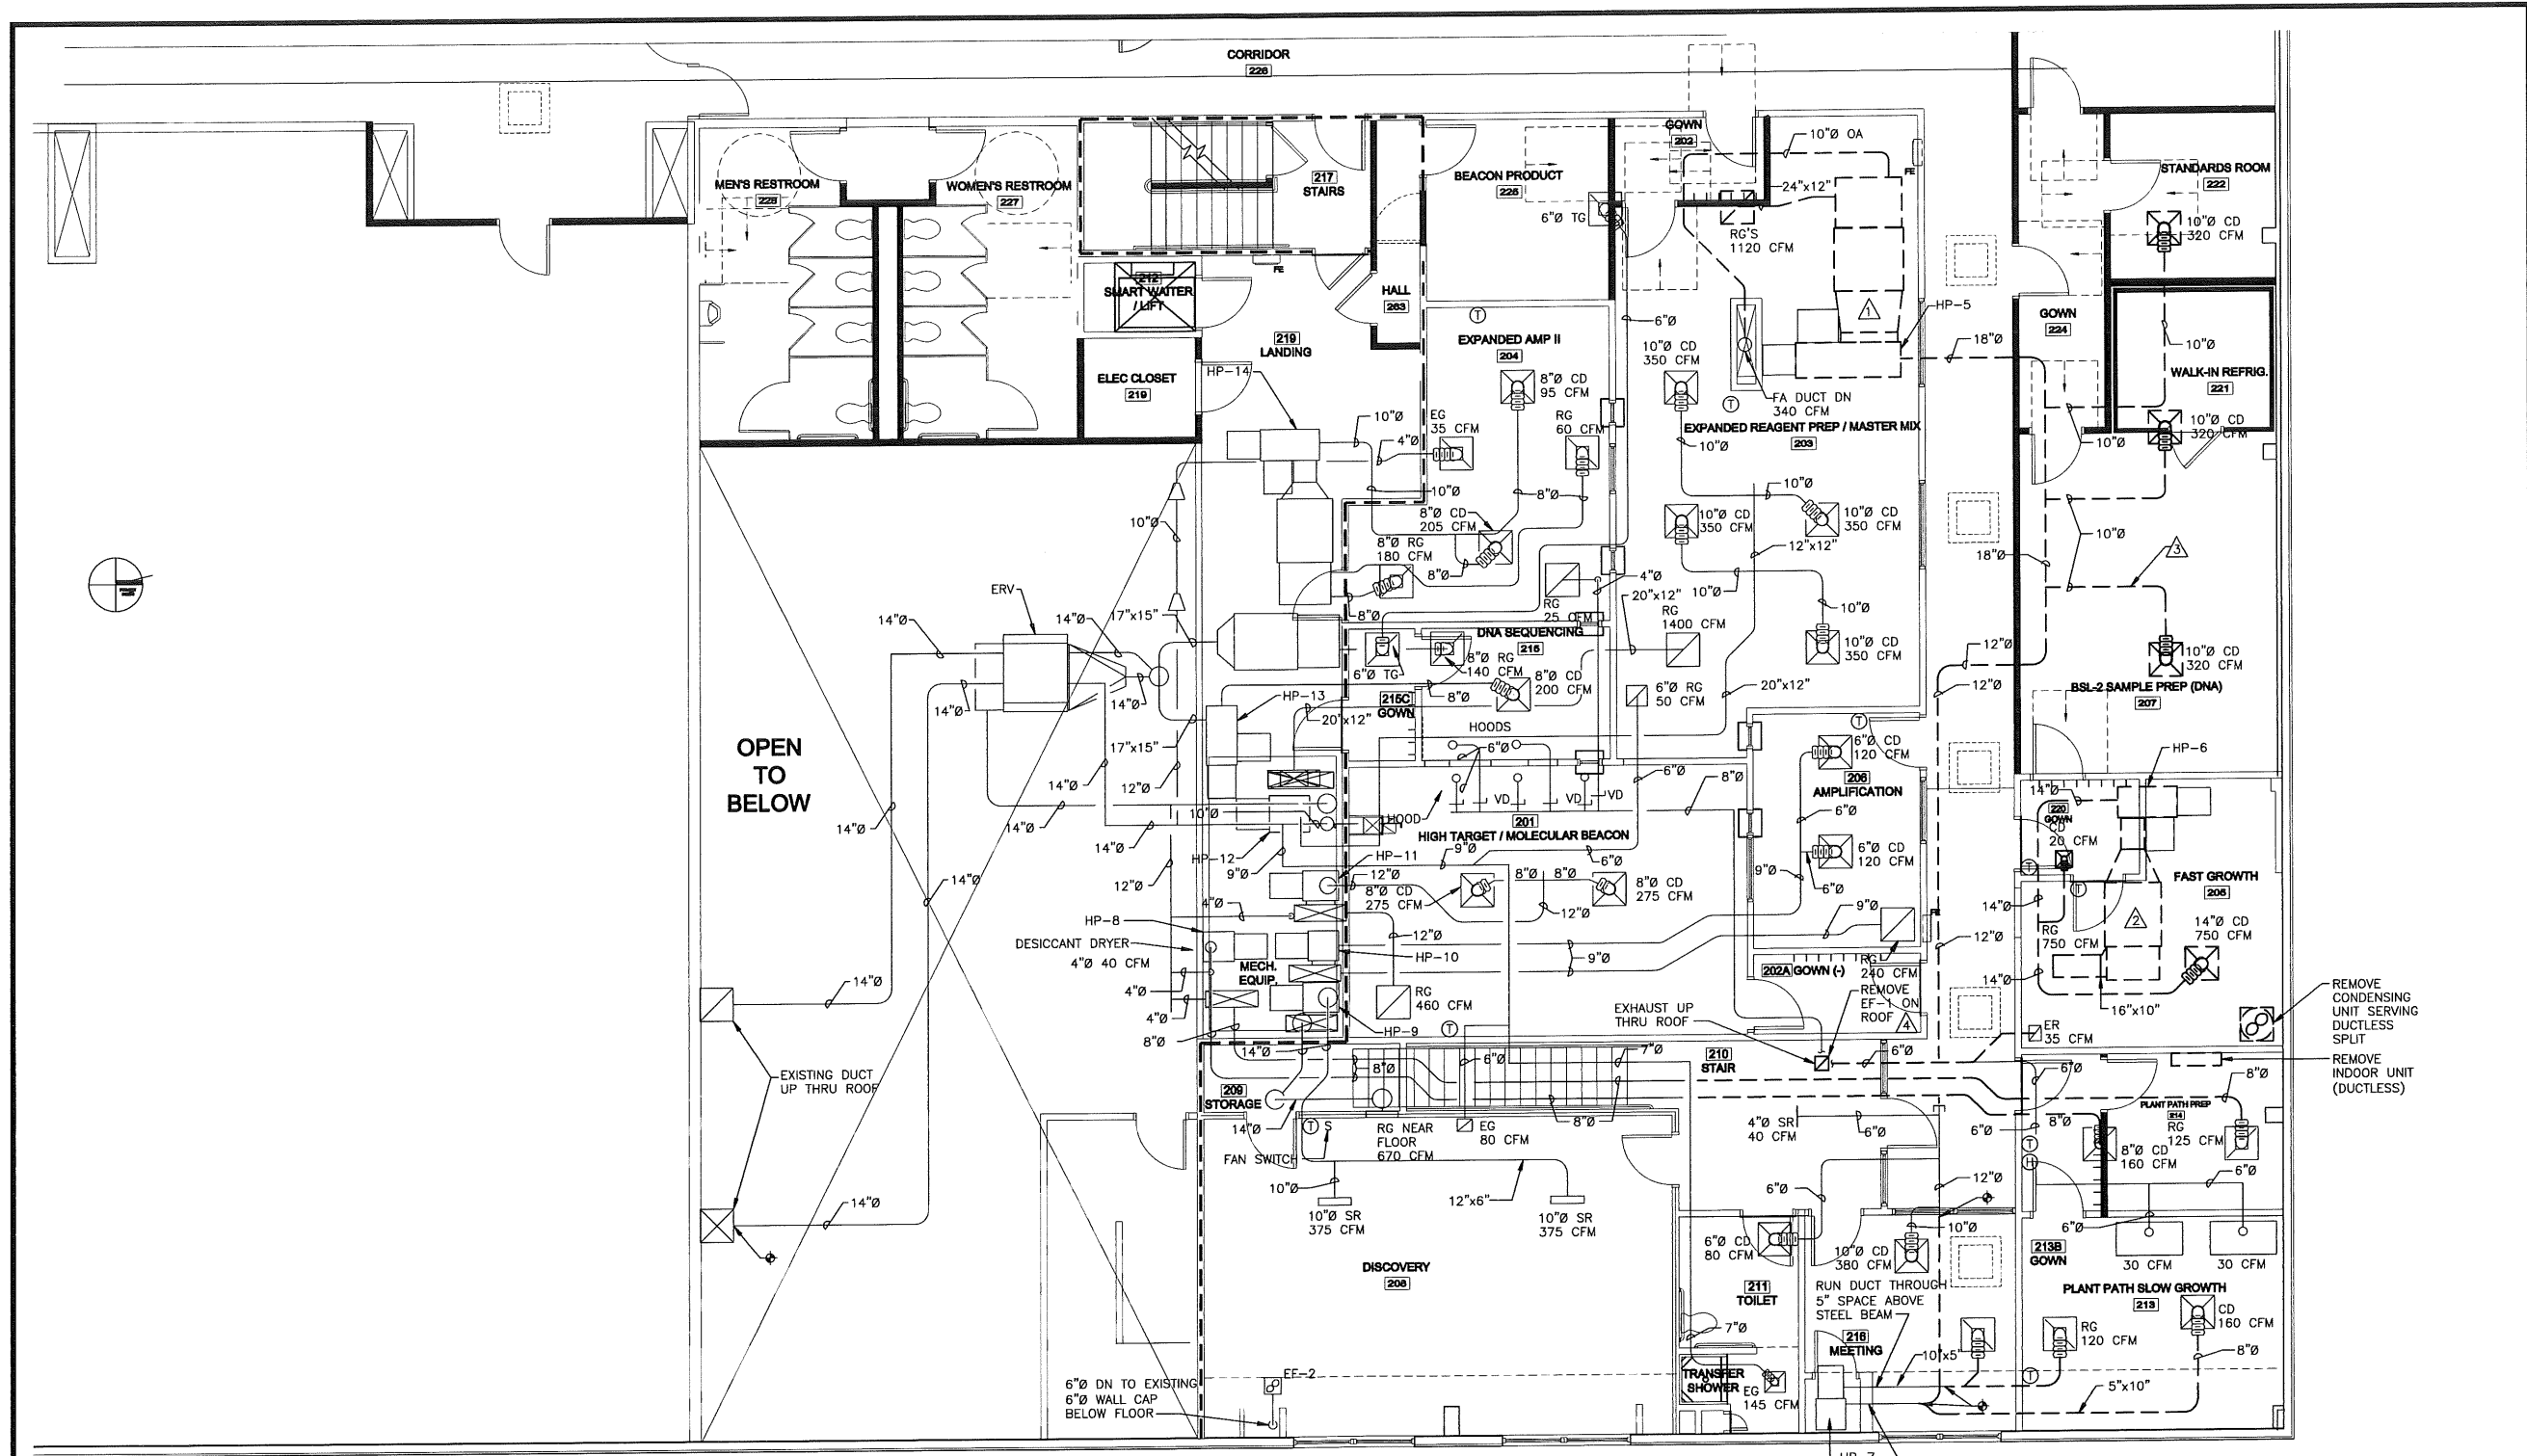 CORRIDOR
226
MEN'S RESTROOM
228
WOMEN'S RESTROOM
227
217
STAIRS
FE
212
SMART WAITER
/ LIFT
HALL
263
219
LANDING
ELEC CLOSET
219
BEACON PRODUCT
225
GOWN
202
10"Ø OA
24"x12"
FE
6"Ø TG
RG'S
1120 CFM
HP-5
1
18"Ø
FA DUCT DN
340 CFM
T
EXPANDED REAGENT PREP / MASTER MIX
203
STANDARDS ROOM
222
10"Ø CD
320 CFM
GOWN
224
10"Ø
WALK-IN REFRIG.
221
10"Ø CD
320 CFM
10"Ø
10"Ø
18"Ø
3
10"Ø CD
320 CFM
BSL-2 SAMPLE PREP (DNA)
207
T
EXPANDED AMP II
204
6"Ø
8"Ø CD
95 CFM
EG
35 CFM
RG
60 CFM
8"Ø
8"Ø CD
205 CFM
8"Ø RG
180 CFM
8"Ø
8"Ø
HP-14
10"Ø
4"Ø
10"Ø
10"Ø
10"Ø CD
350 CFM
10"Ø
10"Ø
10"Ø CD
350 CFM
10"Ø CD
350 CFM
12"x12"
10"Ø
10"Ø
10"Ø CD
350 CFM
4"Ø
RG
25 CFM
20"x12"
RG
1400 CFM
DNA SEQUENCING
215
6"Ø TG
8"Ø RG
140 CFM
8"Ø
8"Ø CD
200 CFM
215C
GOWN
20"x12"
6"Ø RG
50 CFM
20"x12"
12"Ø
12"Ø
ERV
14"Ø
14"Ø
17"x15"
14"Ø
14"Ø
14"Ø
HP-13
17"x15"
14"Ø
12"Ø
OPEN
TO
BELOW
14"Ø
14"Ø
14"Ø
10"Ø
HP-12
9"Ø
HP-11
12"Ø
12"Ø
HOODS
6"Ø
VD
VD
VD
HOOD
6"Ø
8"Ø
201
HIGH TARGET / MOLECULAR BEACON
9"Ø
6"Ø
8"Ø CD
275 CFM
8"Ø
8"Ø
8"Ø CD
275 CFM
12"Ø
12"Ø
9"Ø
RG
460 CFM
T
T
6"Ø CD
120 CFM
206
AMPLIFICATION
6"Ø
6"Ø CD
120 CFM
9"Ø
6"Ø
9"Ø
FE
RG
240 CFM
202A GOWN (-)
REMOVE
EF-1 ON
ROOF
4
EXHAUST UP
THRU ROOF
12"Ø
HP-6
14"Ø
220
GOWN
CD
20 CFM
T
T
FAST GROWTH
205
14"Ø
2
RG
750 CFM
14"Ø CD
750 CFM
14"Ø
16"x10"
ER
35 CFM
REMOVE
CONDENSING
UNIT SERVING
DUCTLESS
SPLIT
REMOVE
INDOOR UNIT
(DUCTLESS)
HP-8
DESICCANT DRYER
4"Ø 40 CFM
4"Ø
4"Ø
4"Ø
MECH.
EQUIP.
HP-10
HP-9
8"Ø
14"Ø
14"Ø
14"Ø
14"Ø
EXISTING DUCT
UP THRU ROOF
14"Ø
209
STORAGE
14"Ø
8"Ø
6"Ø
7"Ø
8"Ø
210
STAIR
6"Ø
T S
FAN SWITCH
RG NEAR
FLOOR
670 CFM
EG
80 CFM
10"Ø
12"x6"
10"Ø SR
375 CFM
10"Ø SR
375 CFM
DISCOVERY
208
4"Ø SR
40 CFM
6"Ø
6"Ø
12"Ø
6"Ø CD
80 CFM
10"Ø
10"Ø CD
380 CFM
211
TOILET
7"Ø
RUN DUCT THROUGH
5" SPACE ABOVE
STEEL BEAM
216
MEETING
10"x5"
TRANSFER
SHOWER
EG
145 CFM
6"Ø
8"Ø
PLANT PATH PREP
214
RG
125 CFM
6"Ø
8"Ø
T
H
8"Ø CD
160 CFM
6"Ø
6"Ø
213B
GOWN
30 CFM
30 CFM
PLANT PATH SLOW GROWTH
213
RG
120 CFM
CD
160 CFM
8"Ø
T
5"x10"
EF-2
6"Ø DN TO EXISTING
6"Ø WALL CAP
BELOW FLOOR
HP-7